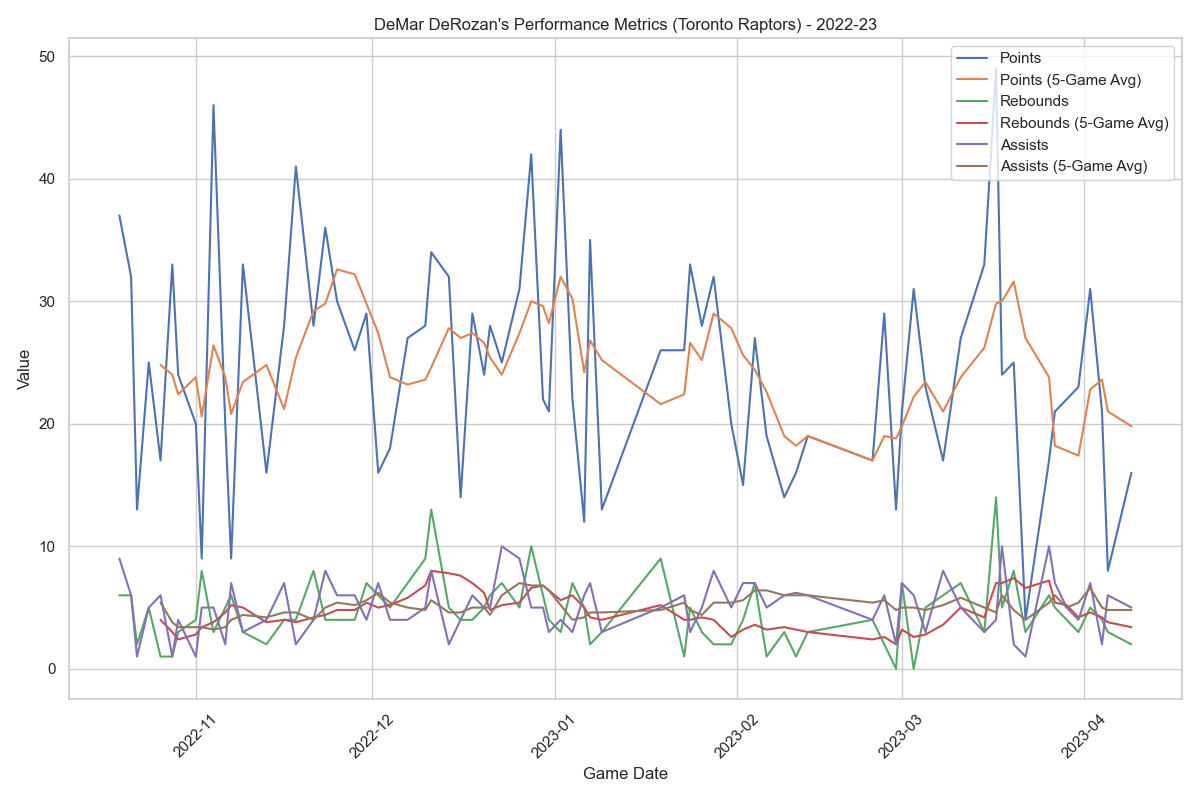 DeMar DeRozan's Performance Metrics (Toronto Raptors) - 2022-23
50
40
30
20
10
0
Value
Points
Points (5-Game Avg)
Rebounds
Rebounds (5-Game Avg)
Assists
Assists (5-Game Avg)
2022-11
2022-12
2023-01
2023-02
2023-03
2023-04
Game Date